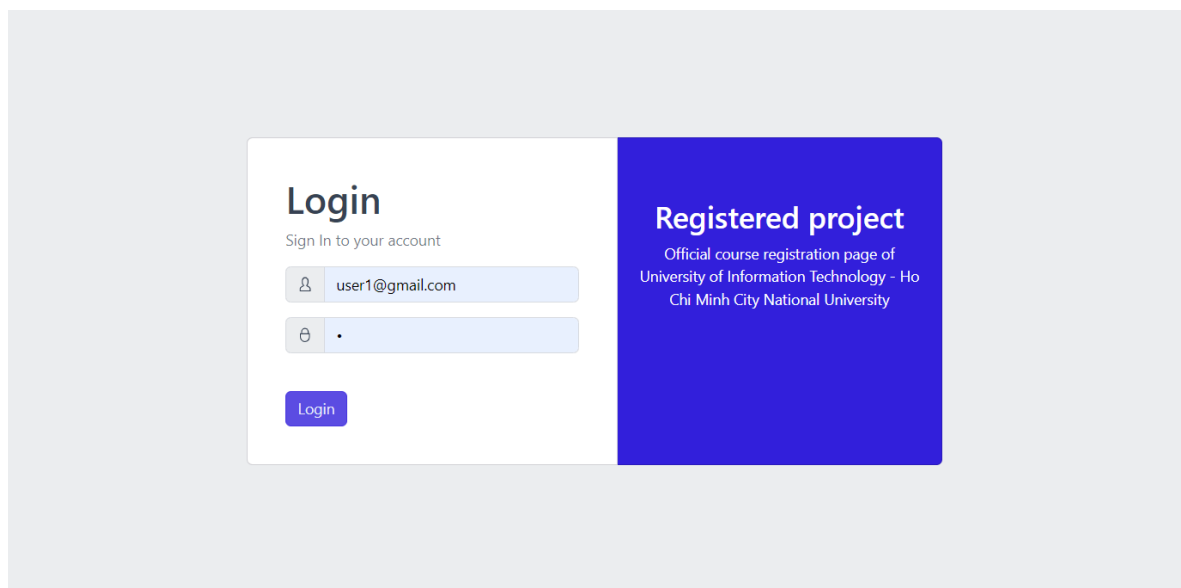 Login
Sign In to your account
user1@gmail.com
•
Login
Registered project
Official course registration page of
University of Information Technology - Ho
Chi Minh City National University